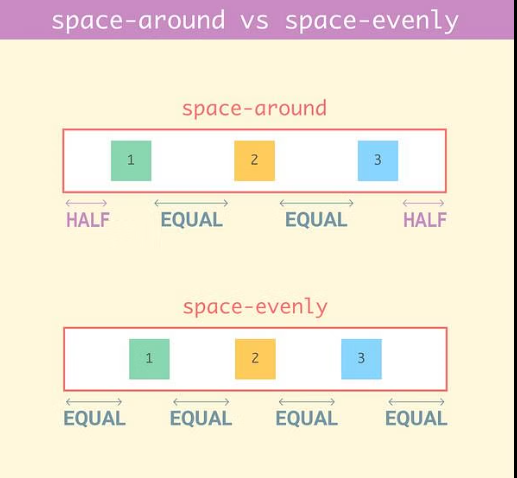 space-around vs space-evenly
space-around
1 2 3
HALF EQUAL EQUAL HALF
space-evenly
1 2 3
EQUAL EQUAL EQUAL EQUAL